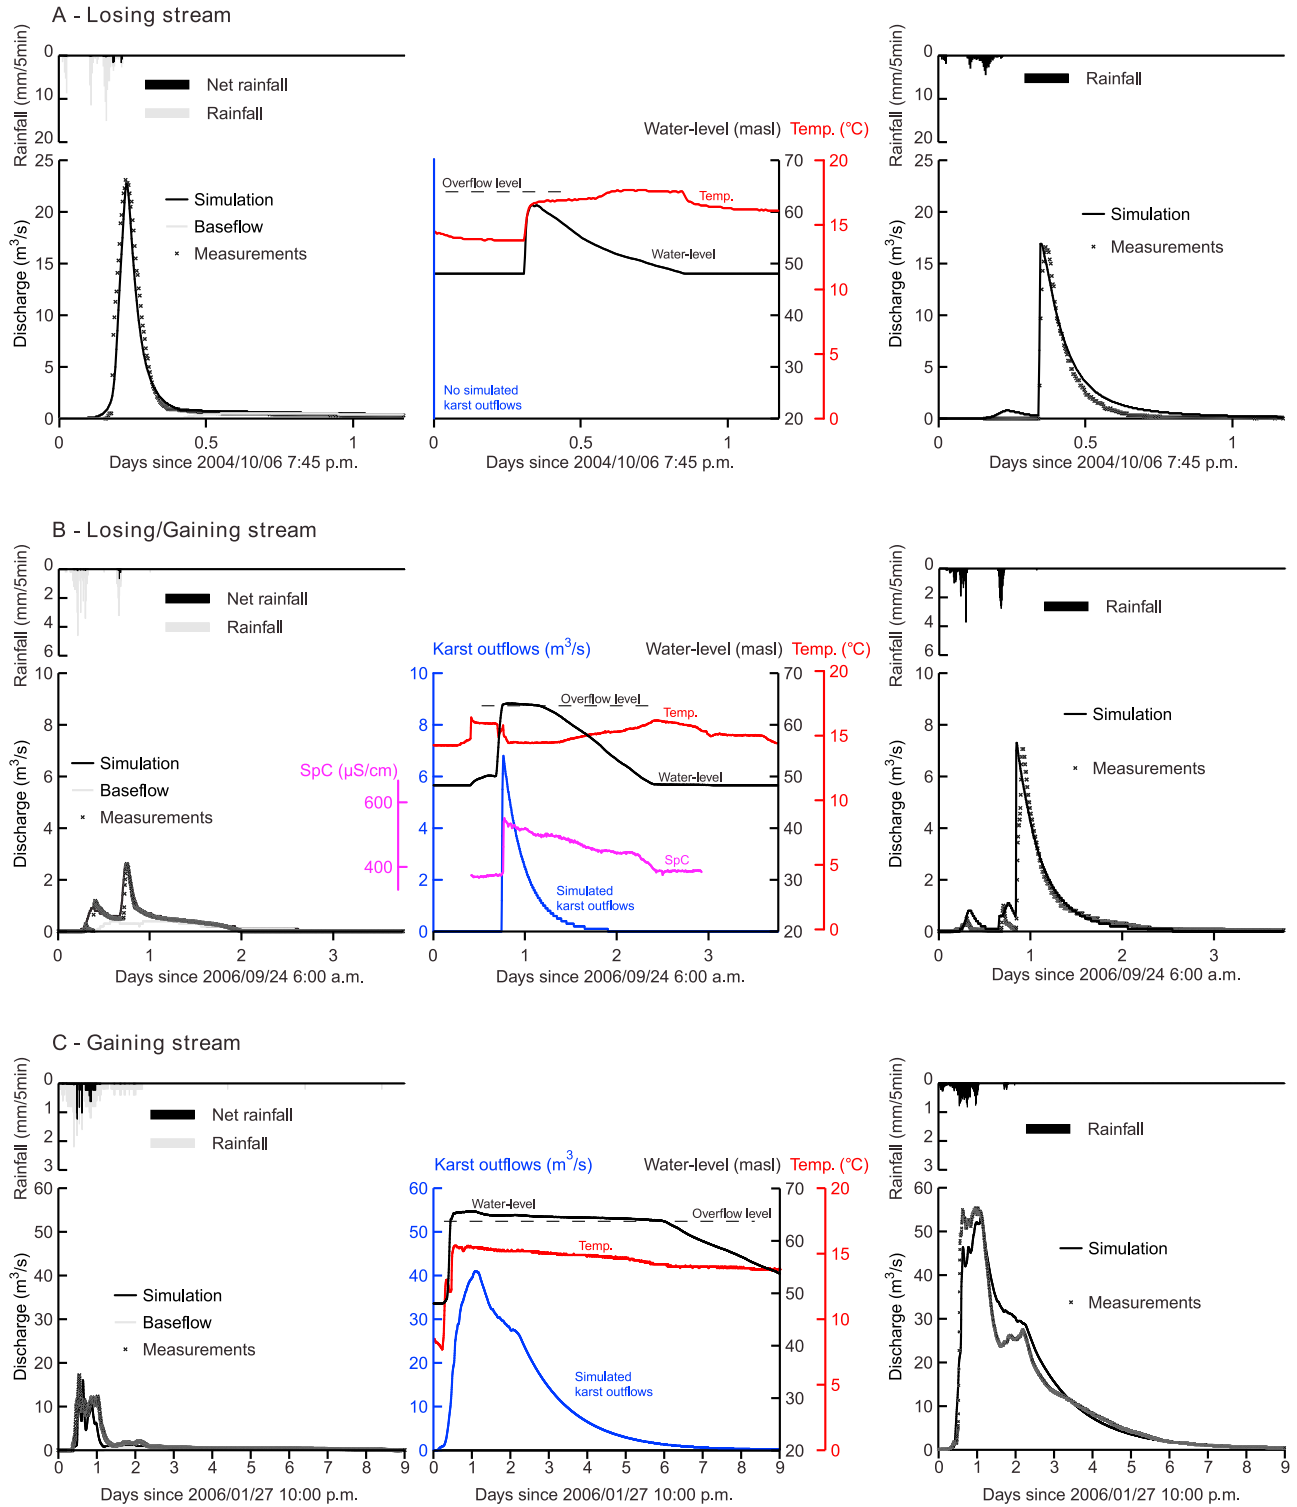 A - Losing stream
Rainfall (mm/5min)
0
10
20
Net rainfall
Rainfall
Discharge (m³/s)
25
20
15
10
5
0
Simulation
Baseflow
Measurements
0 0.5 1
Days since 2004/10/06 7:45 p.m.
Water-level (masl) Temp. (°C)
Overflow level
Temp.
Water-level
No simulated
karst outflows
70
60
50
40
30
20
20
15
10
5
0
0 0.5 1
Days since 2004/10/06 7:45 p.m.
Rainfall (mm/5min)
0
10
20
Rainfall
Discharge (m³/s)
25
20
15
10
5
0
Simulation
Measurements
0 0.5 1
Days since 2004/10/06 7:45 p.m.
B - Losing/Gaining stream
Rainfall (mm/5min)
0
2
4
6
Net rainfall
Rainfall
Discharge (m³/s)
10
8
6
4
2
0
Simulation
Baseflow
Measurements
0 1 2 3
Days since 2006/09/24 6:00 a.m.
Karst outflows (m³/s) Water-level (masl) Temp. (°C)
SpC (µS/cm)
600
400
10
8
6
4
2
0
Overflow level
Temp.
Water-level
SpC
Simulated
karst outflows
70
60
50
40
30
20
20
15
10
5
0
0 1 2 3
Days since 2006/09/24 6:00 a.m.
Rainfall (mm/5min)
0
2
4
6
Rainfall
Discharge (m³/s)
10
8
6
4
2
0
Simulation
Measurements
0 1 2 3
Days since 2006/09/24 6:00 a.m.
C - Gaining stream
Rainfall (mm/5min)
0
1
2
3
Net rainfall
Rainfall
Discharge (m³/s)
60
50
40
30
20
10
0
Simulation
Baseflow
Measurements
0 1 2 3 4 5 6 7 8 9
Days since 2006/01/27 10:00 p.m.
Karst outflows (m³/s) Water-level (masl) Temp. (°C)
60
50
40
30
20
10
0
Water-level
Overflow level
Temp.
Simulated
karst outflows
70
60
50
40
30
20
20
15
10
5
0
0 1 2 3 4 5 6 7 8 9
Days since 2006/01/27 10:00 p.m.
Rainfall (mm/5min)
0
1
2
3
Rainfall
Discharge (m³/s)
60
50
40
30
20
10
0
Simulation
Measurements
0 1 2 3 4 5 6 7 8 9
Days since 2006/01/27 10:00 p.m.